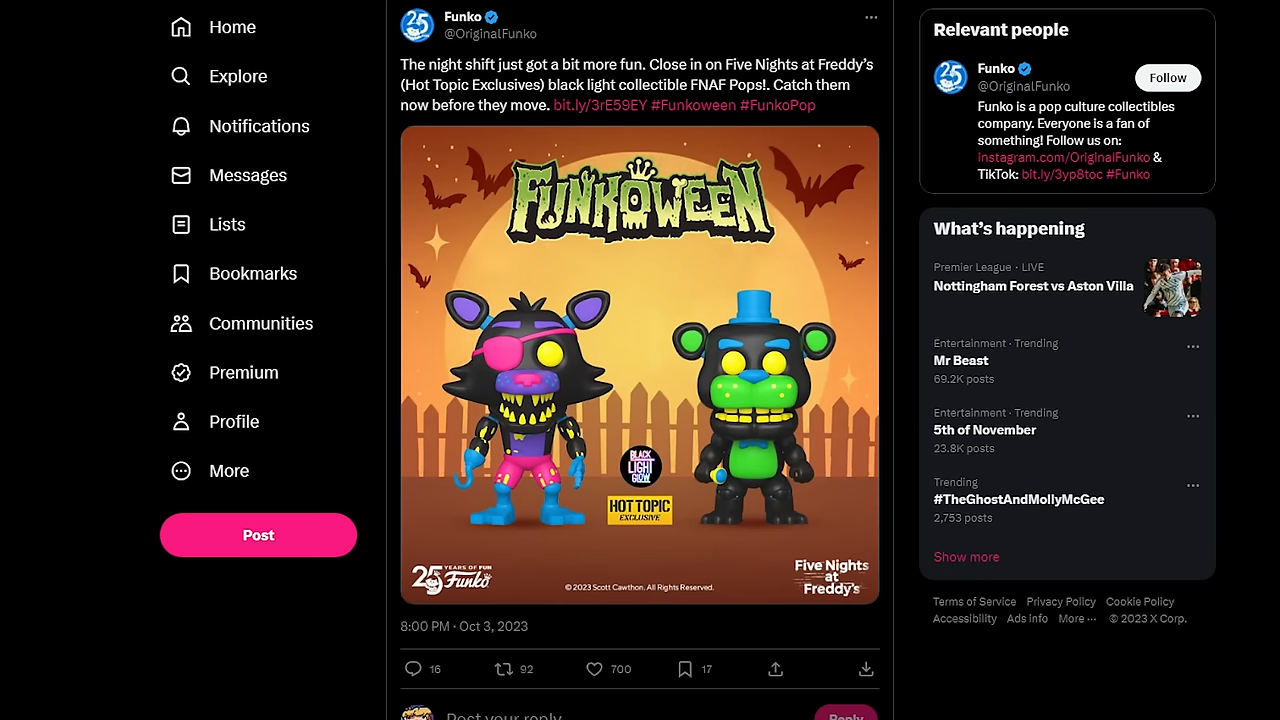 Home
Explore
Notifications
Messages
Lists
Bookmarks
Communities
Premium
Profile
More
Post
Funko
@OriginalFunko
The night shift just got a bit more fun. Close in on Five Nights at Freddy's
(Hot Topic Exclusives) black light collectible FNAF Pops!. Catch them
now before they move. bit.ly/3rE59EY #Funkoween #FunkoPop
FUNKOWEEN
BLACK
LIGHT
GLOW
HOT TOPIC
EXCLUSIVE
25 YEARS OF FUN
Funko
© 2023 Scott Cawthon. All Rights Reserved.
Five Nights
at
Freddy's
8:00 PM · Oct 3, 2023
16 92 700 17
Post your reply
Reply
Relevant people
Funko
@OriginalFunko
Follow
Funko is a pop culture collectibles
company. Everyone is a fan of
something! Follow us on:
instagram.com/OriginalFunko &
TikTok: bit.ly/3yp8toc #Funko
What's happening
Premier League · LIVE
Nottingham Forest vs Aston Villa
Entertainment · Trending
Mr Beast
69.2K posts
Entertainment · Trending
5th of November
23.8K posts
Trending
#TheGhostAndMollyMcGee
2,753 posts
Show more
Terms of Service Privacy Policy Cookie Policy
Accessibility Ads info More ··· © 2023 X Corp.